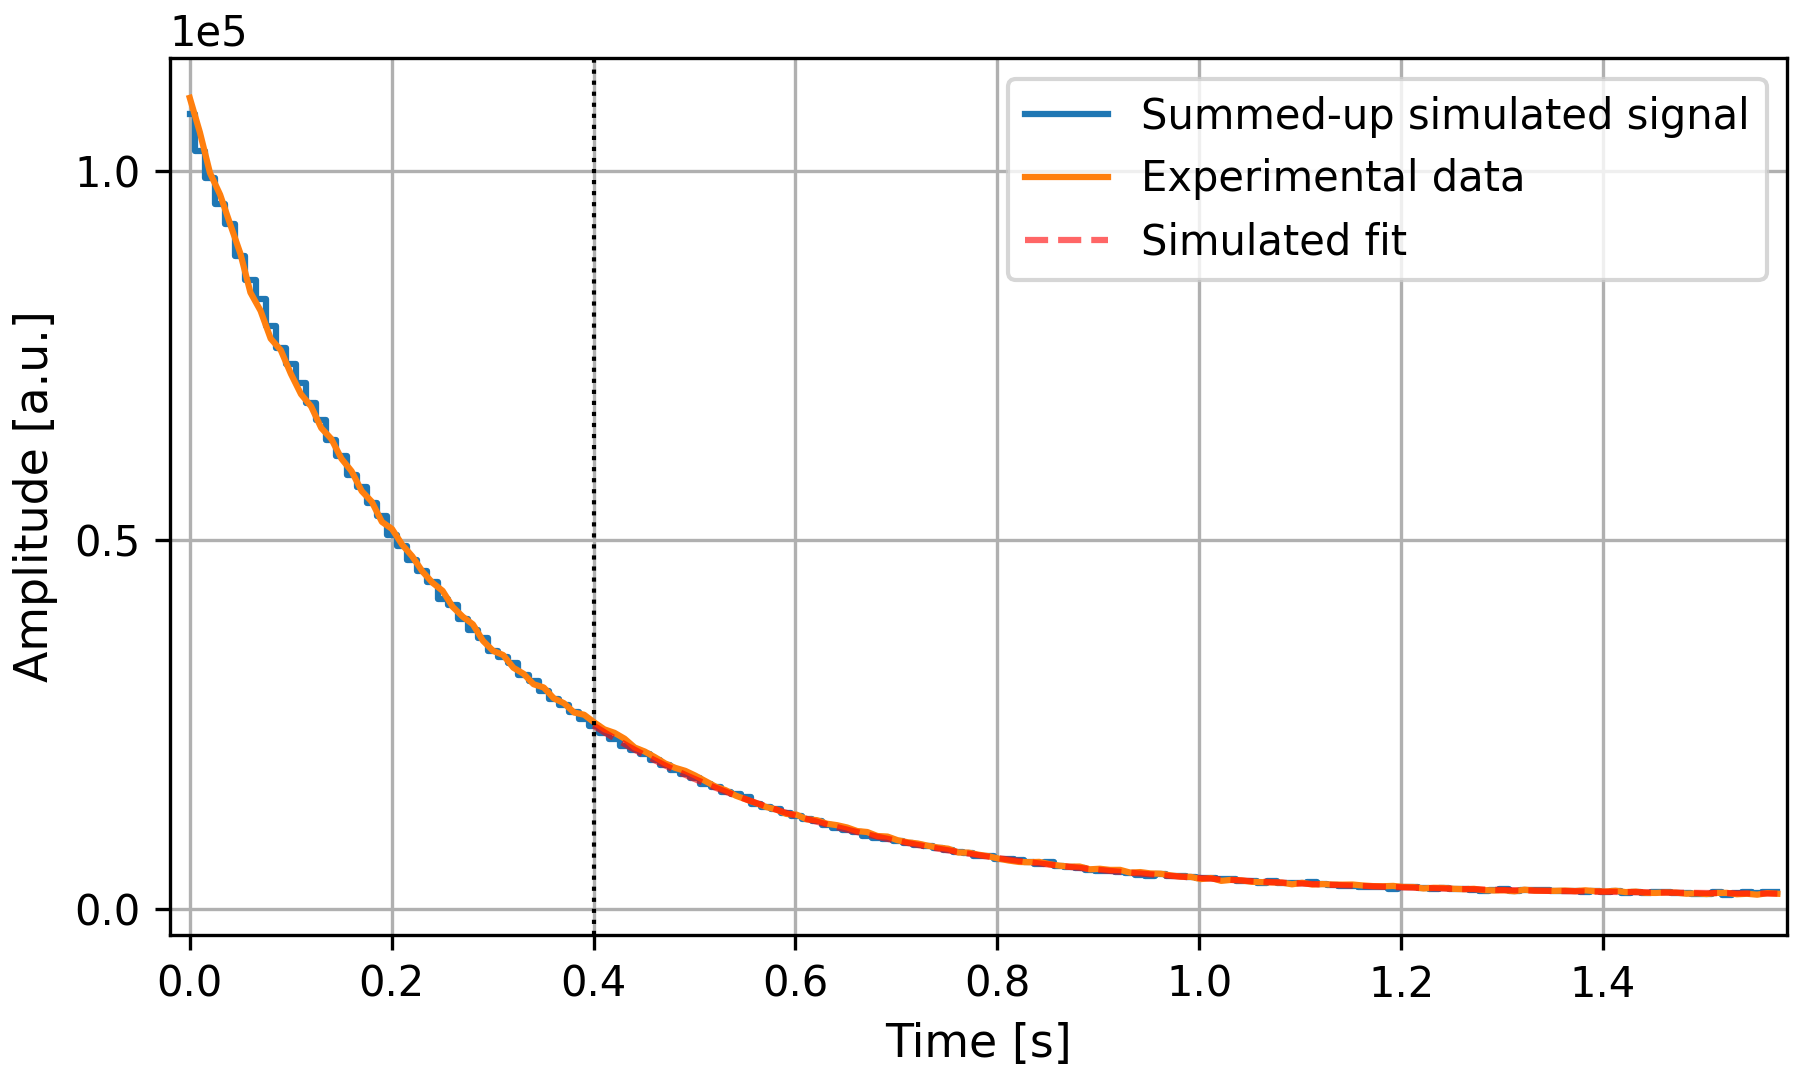 1e5
Summed-up simulated signal
Experimental data
Simulated fit
1.0
0.5
0.0
Amplitude [a.u.]
0.0 0.2 0.4 0.6 0.8 1.0 1.2 1.4
Time [s]